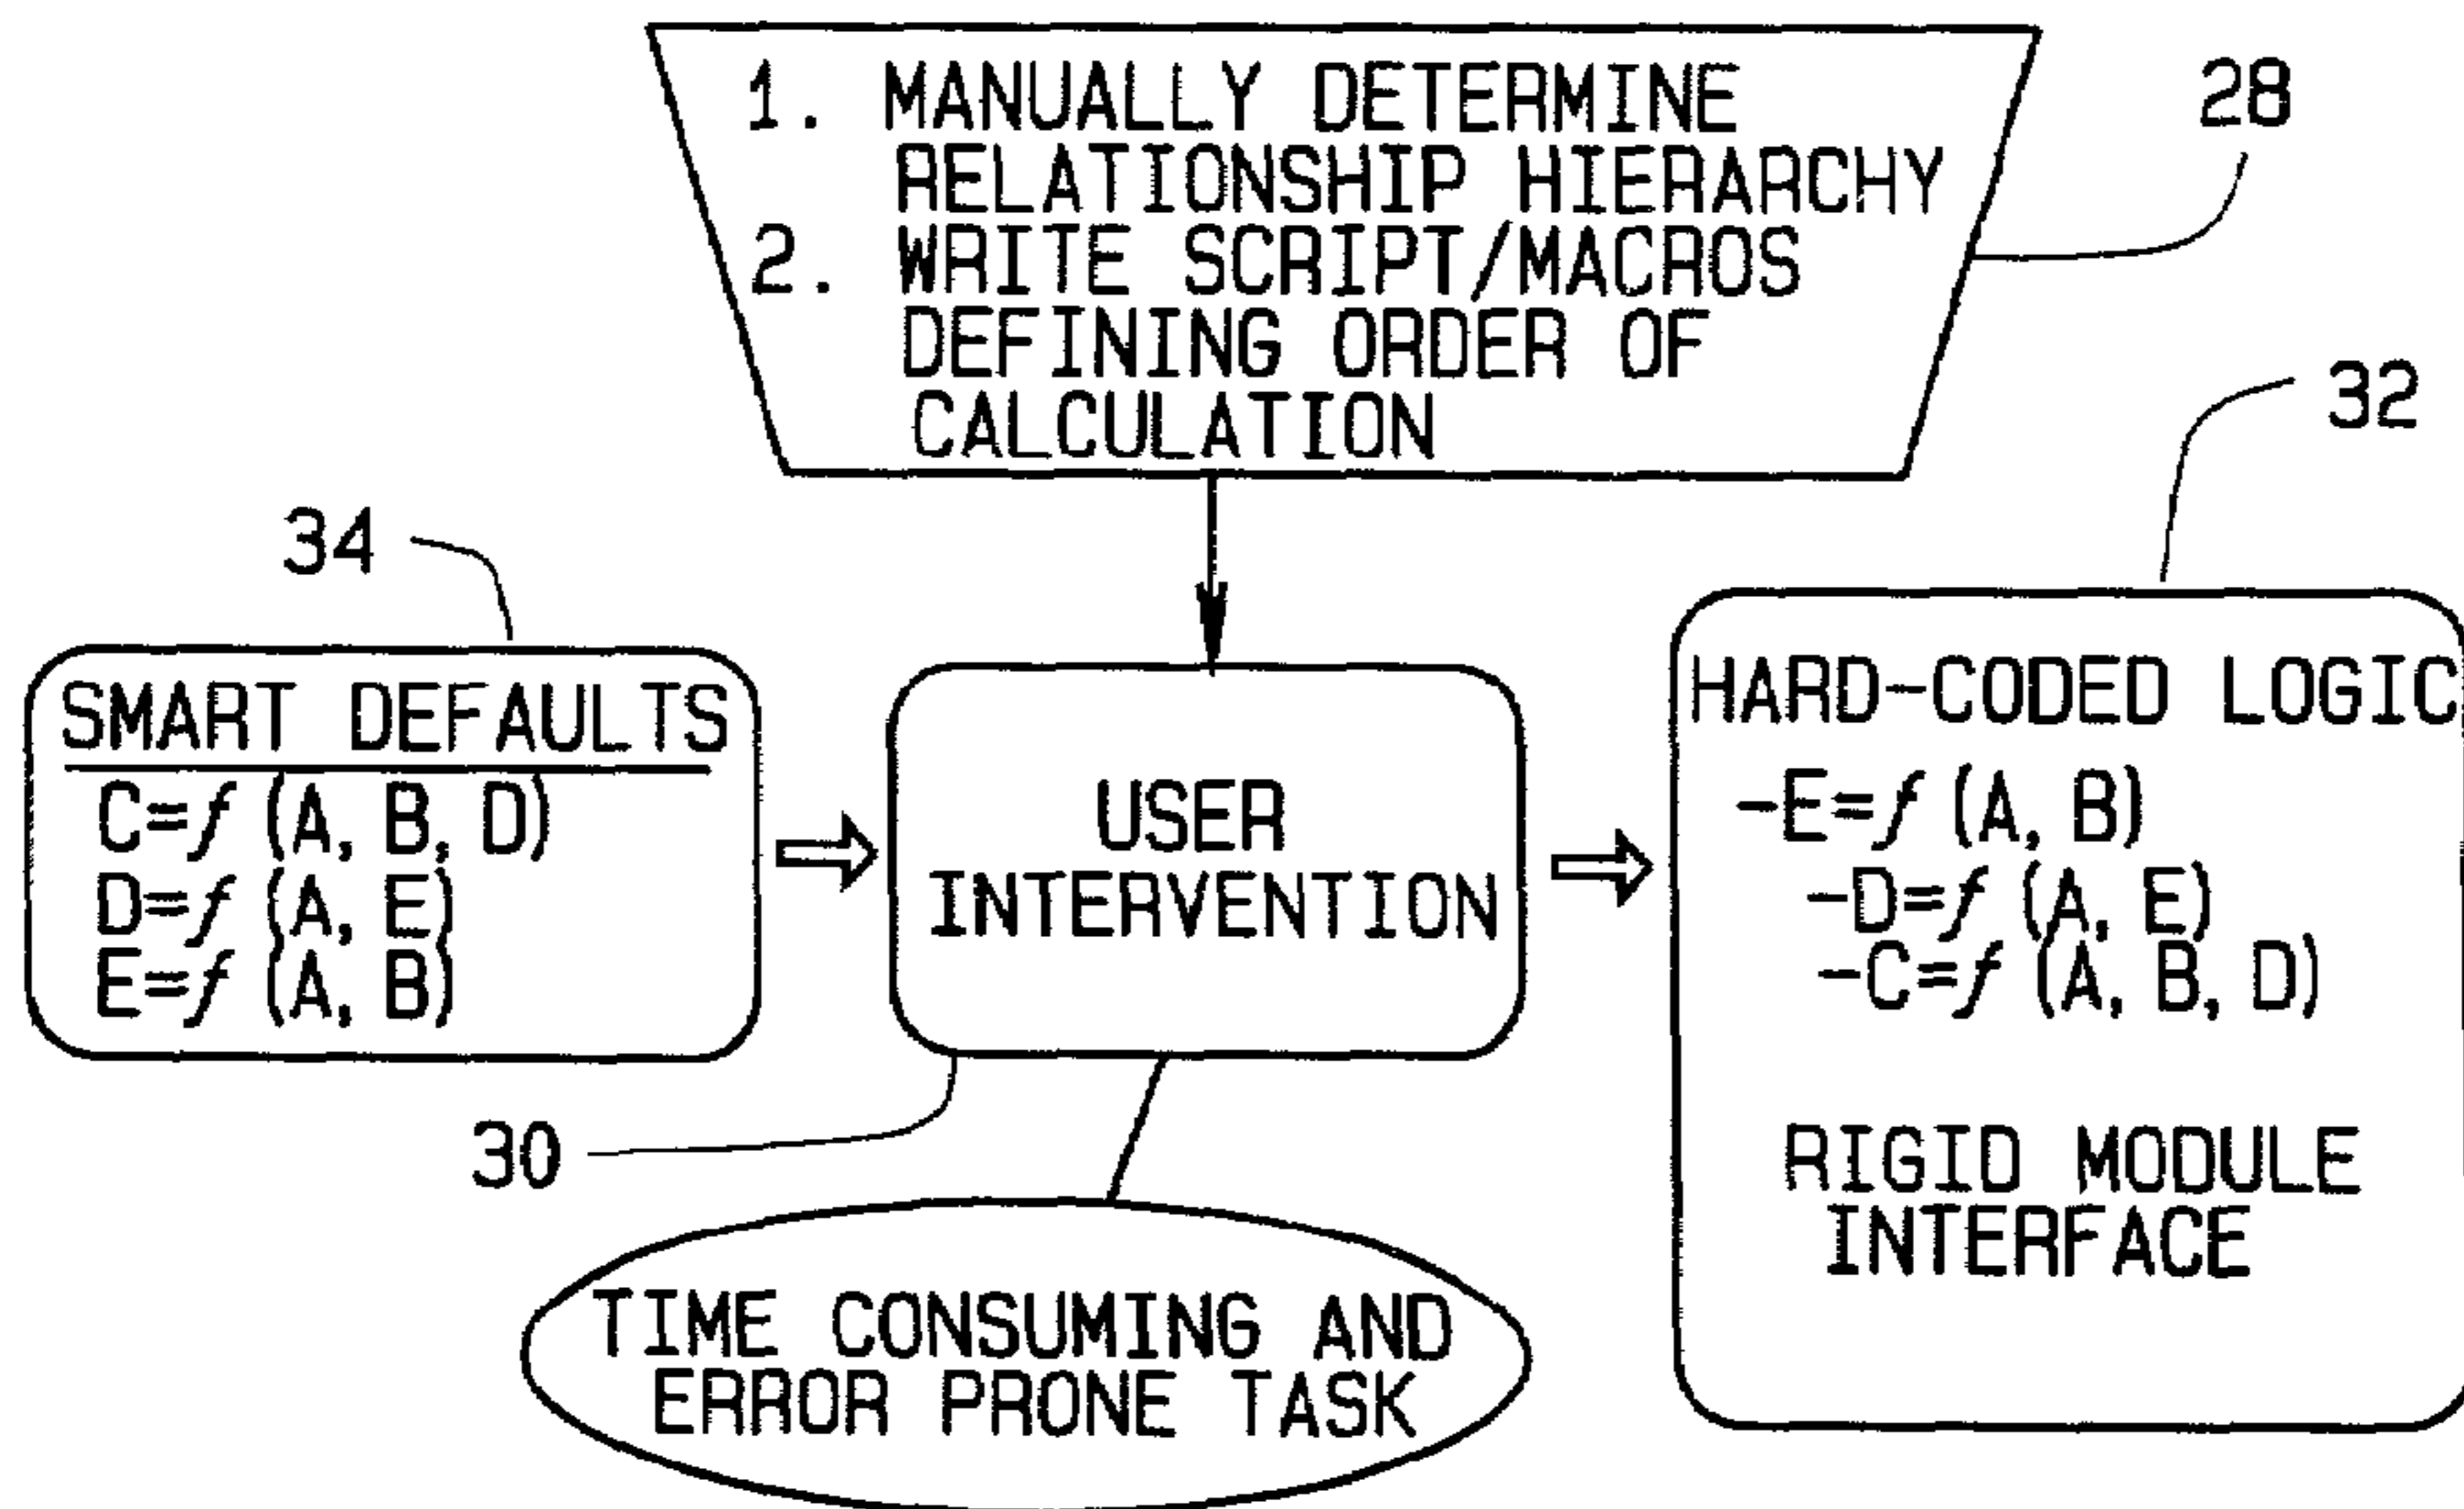 1. MANUALLY DETERMINE
RELATIONSHIP HIERARCHY
2. WRITE SCRIPT/MACROS
DEFINING ORDER OF
CALCULATION
28
32
34
SMART DEFAULTS
C=f (A, B, D)
D=f (A, E)
E=f (A, B)
USER
INTERVENTION
HARD-CODED LOGIC
-E=f (A, B)
-D=f (A, E)
-C=f (A, B, D)
RIGID MODULE
INTERFACE
30
TIME CONSUMING AND
ERROR PRONE TASK